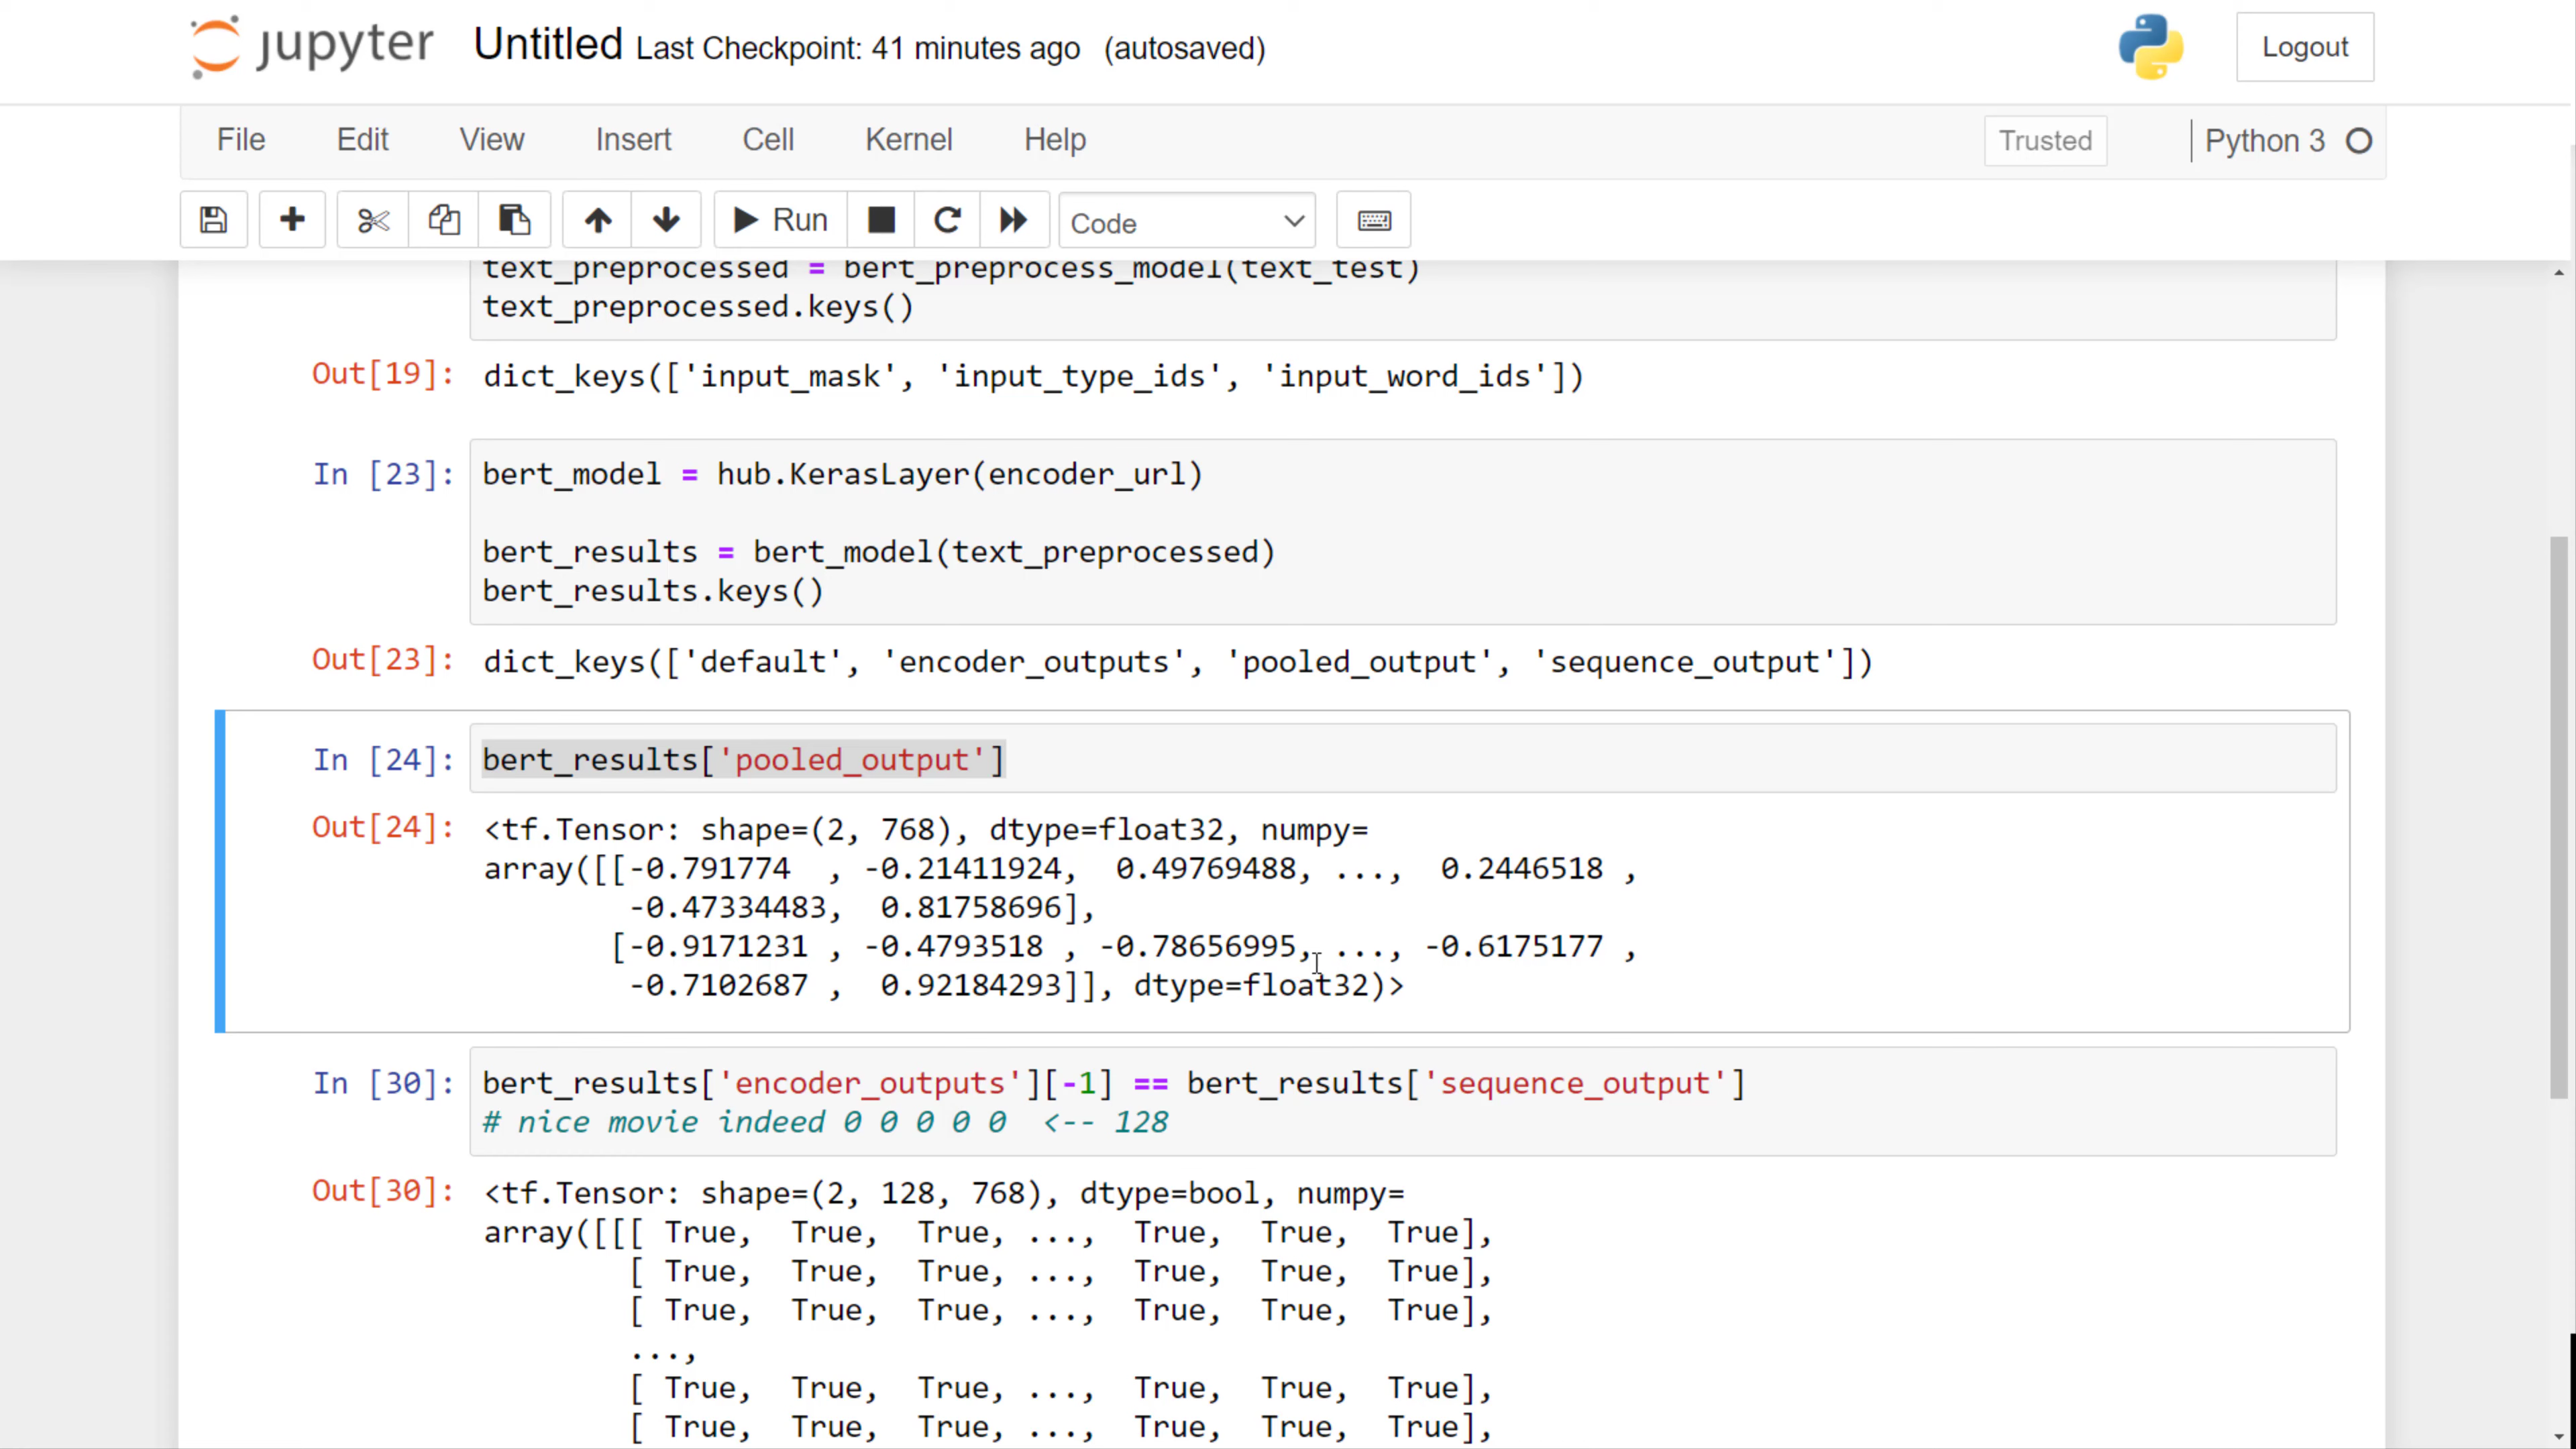 jupyter Untitled Last Checkpoint: 41 minutes ago (autosaved) Logout
File Edit View Insert Cell Kernel Help Trusted Python 3
Run Code
text_preprocessed = bert_preprocess_model(text_test)
text_preprocessed.keys()
Out[19]: dict_keys(['input_mask', 'input_type_ids', 'input_word_ids'])
In [23]: bert_model = hub.KerasLayer(encoder_url)
bert_results = bert_model(text_preprocessed)
bert_results.keys()
Out[23]: dict_keys(['default', 'encoder_outputs', 'pooled_output', 'sequence_output'])
In [24]: bert_results['pooled_output']
Out[24]: <tf.Tensor: shape=(2, 768), dtype=float32, numpy=
array([[-0.791774  , -0.21411924,  0.49769488, ...,  0.2446518 ,
-0.47334483,  0.81758696],
[-0.9171231 , -0.4793518 , -0.78656995, ..., -0.6175177 ,
-0.7102687 ,  0.92184293]], dtype=float32)>
In [30]: bert_results['encoder_outputs'][-1] == bert_results['sequence_output']
# nice movie indeed 0 0 0 0 0  <-- 128
Out[30]: <tf.Tensor: shape=(2, 128, 768), dtype=bool, numpy=
array([[[ True,  True,  True, ...,  True,  True,  True],
[ True,  True,  True, ...,  True,  True,  True],
[ True,  True,  True, ...,  True,  True,  True],
...,
[ True,  True,  True, ...,  True,  True,  True],
[ True,  True,  True, ...,  True,  True,  True],